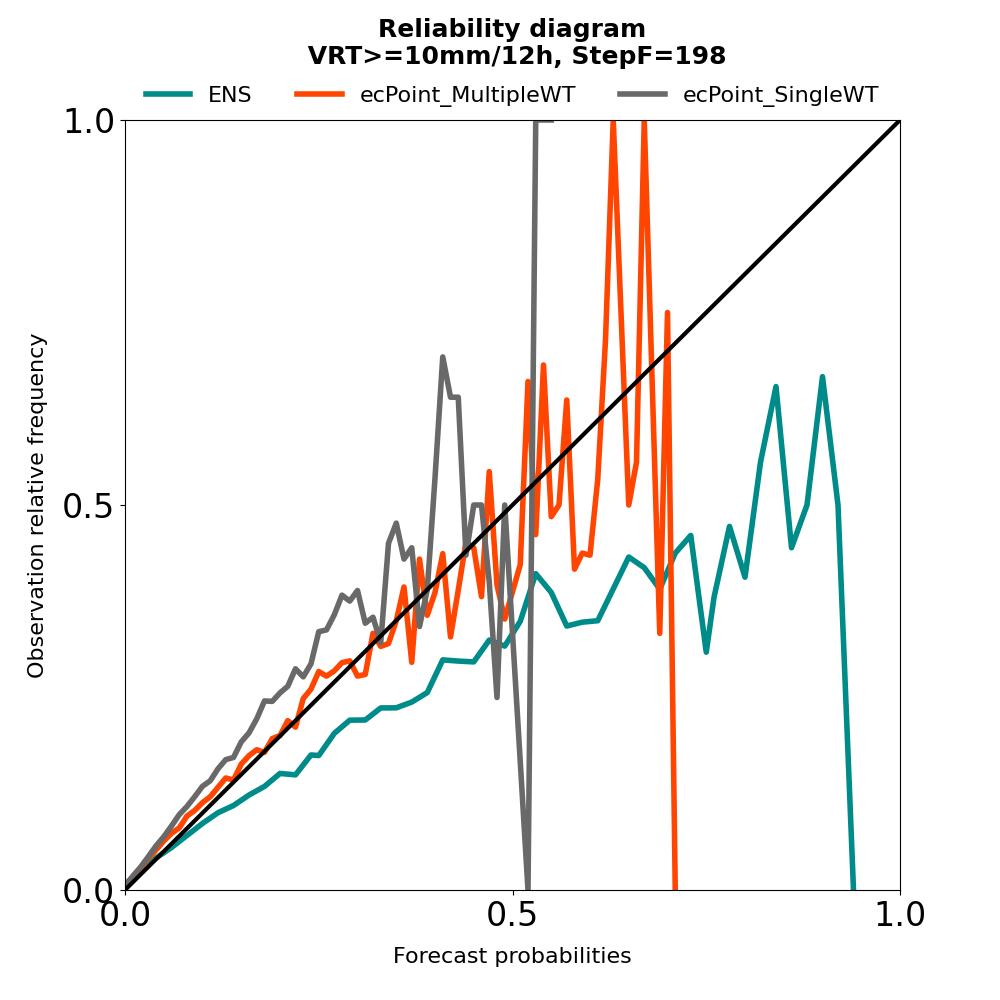 Reliability diagram
VRT>=10mm/12h, StepF=198
ENS ecPoint_MultipleWT ecPoint_SingleWT
1.0
Observation relative frequency
0.5
0.0
0.0 0.5 1.0
Forecast probabilities